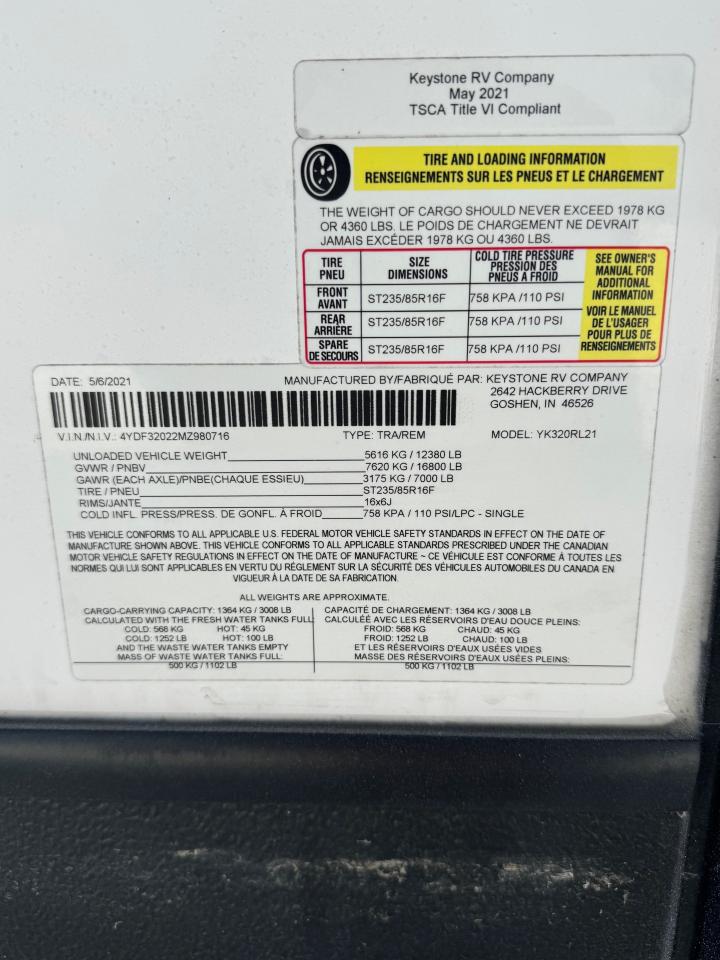 Keystone RV Company
May 2021
TSCA Title VI Compliant
TIRE AND LOADING INFORMATION
RENSEIGNEMENTS SUR LES PNEUS ET LE CHARGEMENT
THE WEIGHT OF CARGO SHOULD NEVER EXCEED 1978 KG
OR 4360 LBS. LE POIDS DE CHARGEMENT NE DEVRAIT
JAMAIS EXCÉDER 1978 KG OU 4360 LBS.
TIRE
PNEU
SIZE
DIMENSIONS
COLD TIRE PRESSURE
PRESSION DES
PNEUS A FROID
SEE OWNER'S
MANUAL FOR
ADDITIONAL
INFORMATION
VOIR LE MANUEL
DE L'USAGER
POUR PLUS DE
RENSEIGNEMENTS
FRONT
AVANT
ST235/85R16F
758 KPA /110 PSI
REAR
ARRIÈRE
ST235/85R16F
758 KPA /110 PSI
SPARE
DE SECOURS
ST235/85R16F
758 KPA /110 PSI
DATE: 5/6/2021
MANUFACTURED BY/FABRIQUÉ PAR: KEYSTONE RV COMPANY
2642 HACKBERRY DRIVE
GOSHEN, IN 46526
V.I.N./N.I.V.: 4YDF32022MZ980716 TYPE: TRA/REM MODEL: YK320RL21
UNLOADED VEHICLE WEIGHT 5616 KG / 12380 LB
GVWR / PNBV 7620 KG / 16800 LB
GAWR (EACH AXLE)/PNBE(CHAQUE ESSIEU) 3175 KG / 7000 LB
TIRE / PNEU ST235/85R16F
RIMS/JANTE 16x6J
COLD INFL. PRESS/PRESS. DE GONFL. À FROID 758 KPA / 110 PSI/LPC - SINGLE
THIS VEHICLE CONFORMS TO ALL APPLICABLE U.S. FEDERAL MOTOR VEHICLE SAFETY STANDARDS IN EFFECT ON THE DATE OF
MANUFACTURE SHOWN ABOVE. THIS VEHICLE CONFORMS TO ALL APPLICABLE STANDARDS PRESCRIBED UNDER THE CANADIAN
MOTOR VEHICLE SAFETY REGULATIONS IN EFFECT ON THE DATE OF MANUFACTURE ~ CE VÉHICULE EST CONFORME À TOUTES LES
NORMES QUI LUI SONT APPLICABLES EN VERTU DU RÈGLEMENT SUR LA SÉCURITÉ DES VÉHICULES AUTOMOBILES DU CANADA EN
VIGUEUR À LA DATE DE SA FABRICATION.
ALL WEIGHTS ARE APPROXIMATE.
CARGO-CARRYING CAPACITY: 1364 KG / 3008 LB
CALCULATED WITH THE FRESH WATER TANKS FULL:
COLD: 568 KG HOT: 45 KG
COLD: 1252 LB HOT: 100 LB
AND THE WASTE WATER TANKS EMPTY
MASS OF WASTE WATER TANKS FULL:
500 KG / 1102 LB
CAPACITÉ DE CHARGEMENT: 1364 KG / 3008 LB
CALCULÉE AVEC LES RÉSERVOIRS D'EAU DOUCE PLEINS:
FROID: 568 KG CHAUD: 45 KG
FROID: 1252 LB CHAUD: 100 LB
ET LES RÉSERVOIRS D'EAUX USÉES VIDES
MASSE DES RÉSERVOIRS D'EAUX USÉES PLEINS:
500 KG / 1102 LB